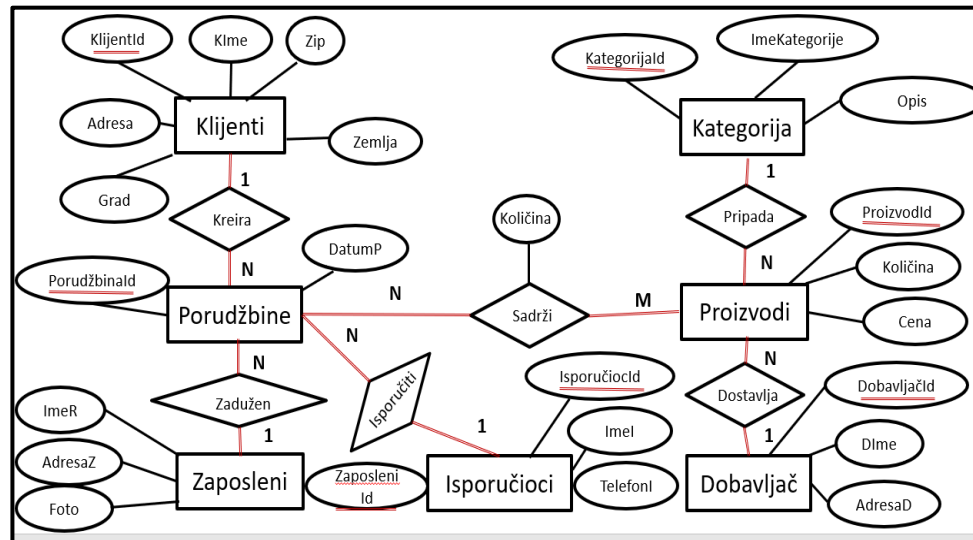 KlijentId
KIme
Zip
Adresa
Klijenti
Zemlja
Grad
1
Kreira
N
KategorijaId
ImeKategorije
Opis
Kategorija
1
Pripada
N
ProizvodId
Količina
Cena
Proizvodi
Količina
N
Sadrži
M
DatumP
PorudžbinaId
Porudžbine
N
Zadužen
1
N
Isporučiti
1
ImeR
AdresaZ
Foto
Zaposleni
Zaposleni
Id
IsporučiocId
ImeI
TelefonI
Isporučioci
N
Dostavlja
1
DobavljačId
DIme
AdresaD
Dobavljač